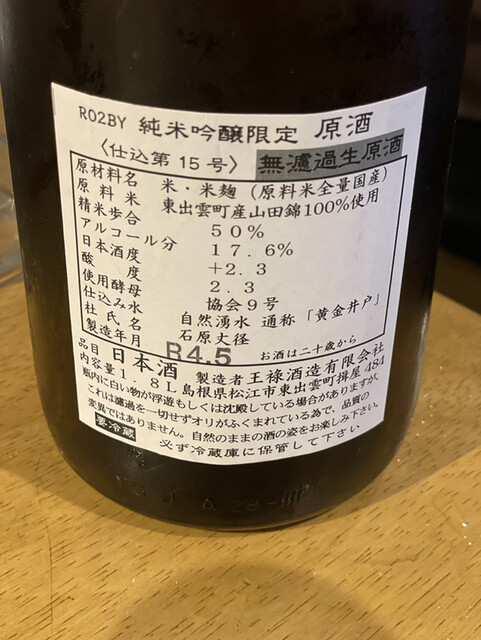 R02BY 純米吟醸限定 原酒
〈仕込第15号〉 無濾過生原酒
原材料名 米・米麹（原料米全量国産）
原料米 東出雲町産山田錦100%使用
精米歩合 50%
アルコール分 17.6%
日本酒度 +2.3
酸度 2.3
使用酵母 協会9号
仕込み水 自然湧水 通称「黄金井戸」
杜氏名 石原丈径
製造年月 R4.5 お酒は二十歳から
品目 日本酒 製造者 王祿酒造有限会社
内容量 1.8L 島根県松江市東出雲町揖屋484
瓶内に白い物が浮遊もしくは沈殿している場合がありますが、
これは濾過を一切せずオリがふくまれている為で、品質の
変異ではありません。自然のままの酒の姿をお楽しみ下さい。
要冷蔵 必ず冷蔵庫に保管して下さい